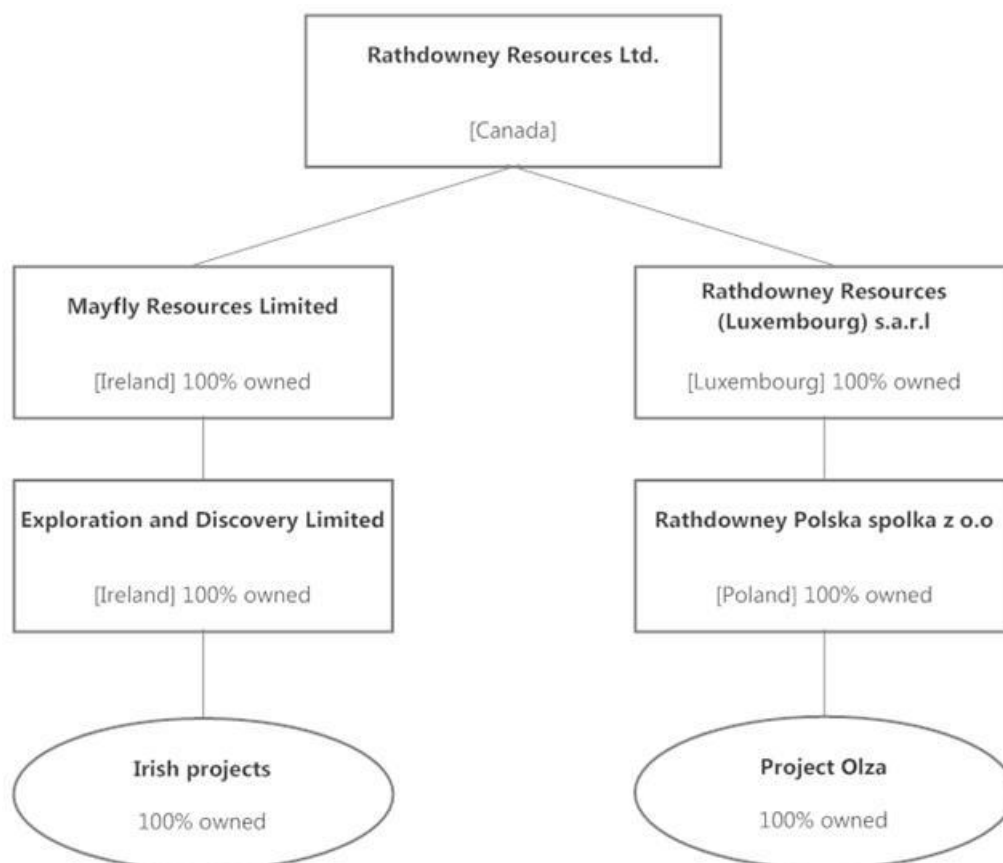 Rathdowney Resources Ltd.
[Canada]
Mayfly Resources Limited
[Ireland] 100% owned
Rathdowney Resources
(Luxembourg) s.a.r.l
[Luxembourg] 100% owned
Exploration and Discovery Limited
[Ireland] 100% owned
Rathdowney Polska spolka z o.o
[Poland] 100% owned
Irish projects
100% owned
Project Olza
100% owned